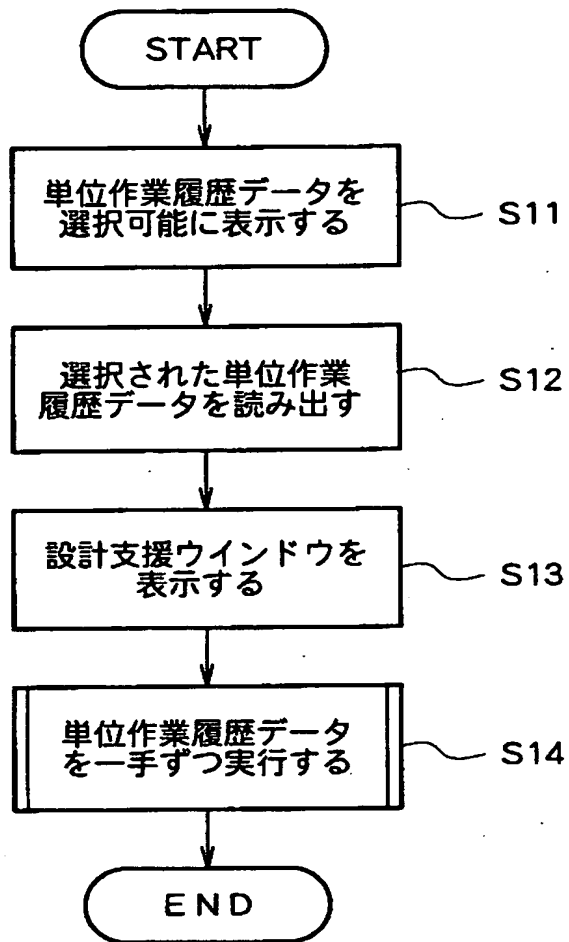 START
単位作業履歴データを
選択可能に表示する
S11
選択された単位作業
履歴データを読み出す
S12
設計支援ウインドウを
表示する
S13
単位作業履歴データ
を一手ずつ実行する
S14
END